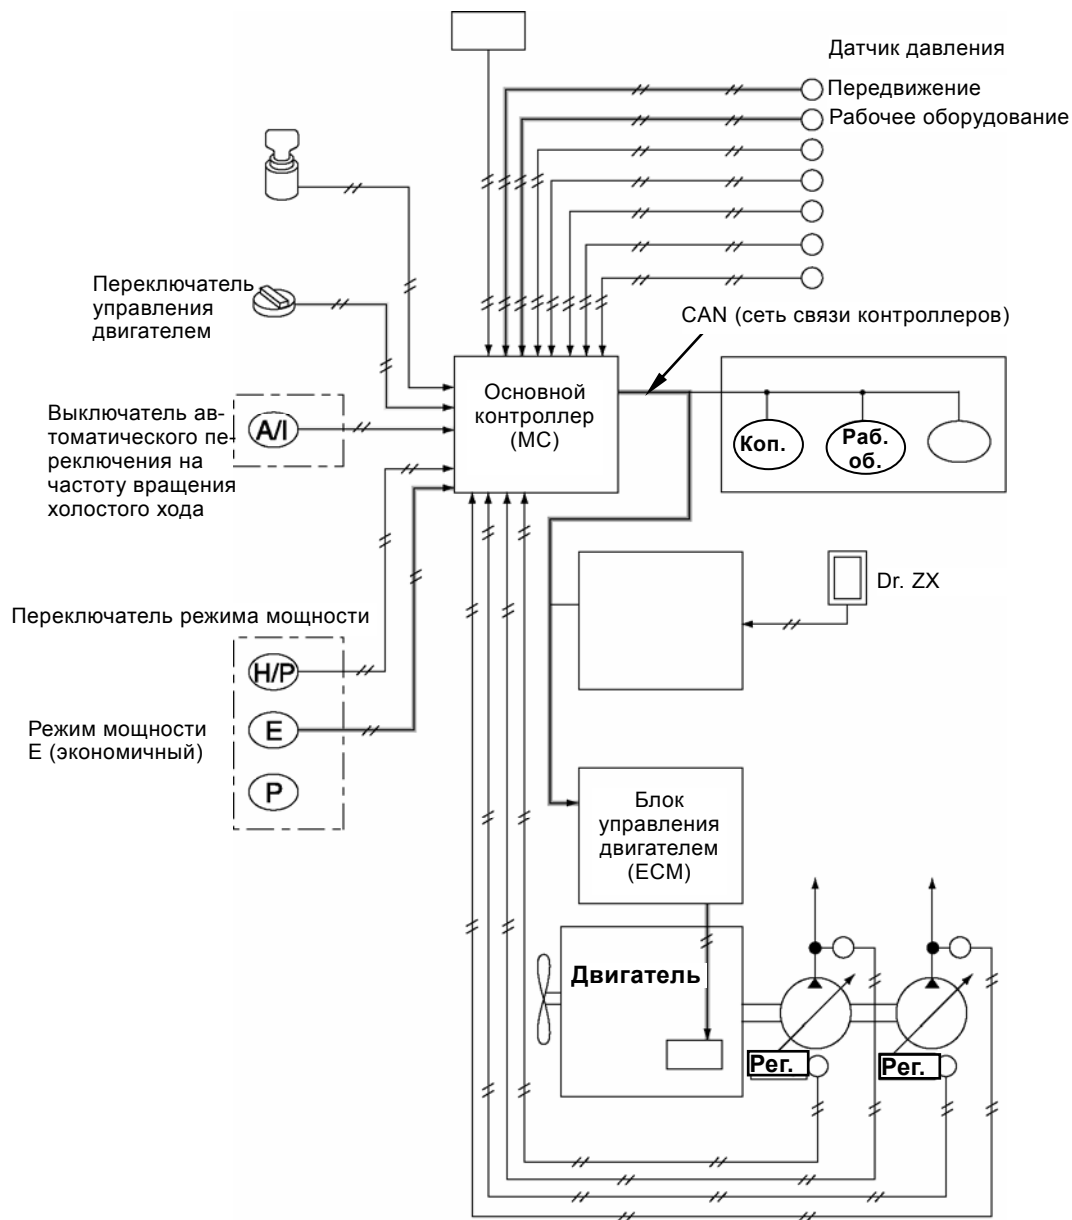 Датчик давления
Передвижение
Рабочее оборудование
Переключатель
управления
двигателем
CAN (сеть связи контроллеров)
Основной
контроллер
(MC)
Выключатель ав-
томатического пе-
реключения на
частоту вращения
холостого хода
A/I
Коп.
Раб.
об.
Dr. ZX
Переключатель режима мощности
H/P
Режим мощности
E (экономичный)
E
P
Блок
управления
двигателем
(ECM)
Двигатель
Рег.
Рег.